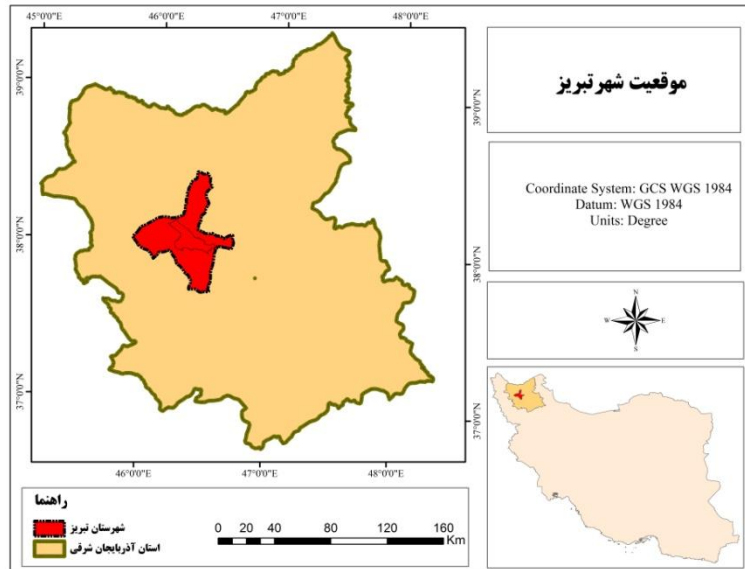 45°0'0"E 46°0'0"E 47°0'0"E 48°0'0"E
39°0'0"N
38°0'0"N
37°0'0"N
39°0'0"N
38°0'0"N
37°0'0"N
46°0'0"E 47°0'0"E 48°0'0"E
موقعیت شهر تبریز
Coordinate System: GCS WGS 1984
Datum: WGS 1984
Units: Degree
N
W E
S
راهنما
شهرستان تبریز
استان آذربایجان شرقی
0 20 40 80 120 160
Km